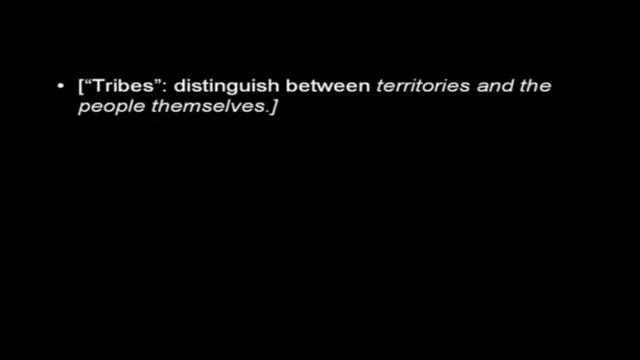 • ["Tribes": distinguish between territories and the
people themselves.]